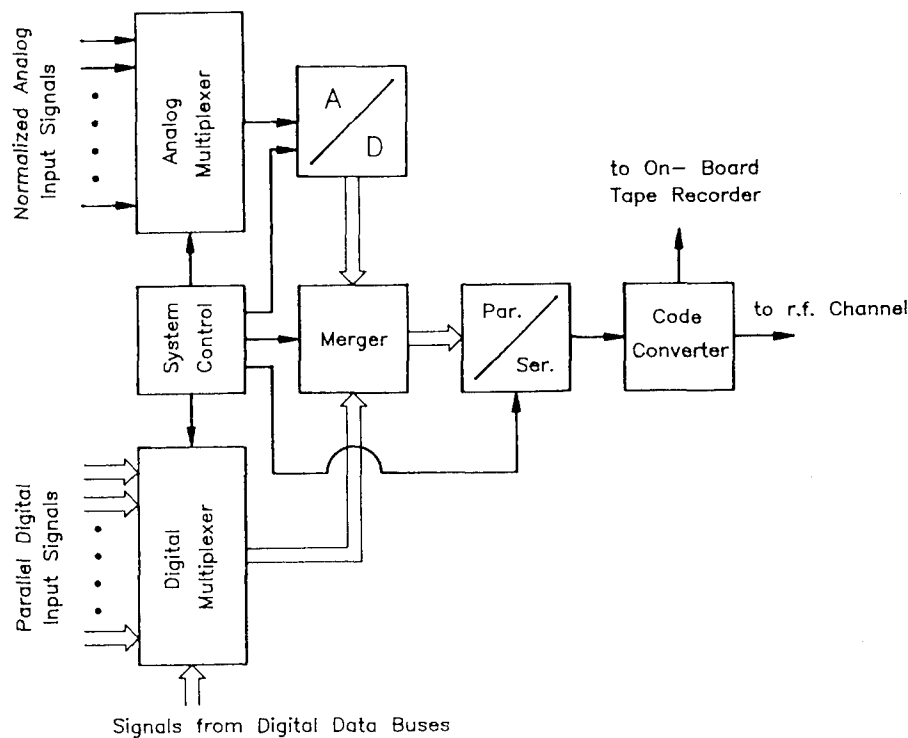 Normalized Analog
Input Signals
Analog
Multiplexer
A
D
to On- Board
Tape Recorder
System
Control
Merger
Par.
Ser.
Code
Converter
to r.f. Channel
Parallel Digital
Input Signals
Digital
Multiplexer
Signals from Digital Data Buses